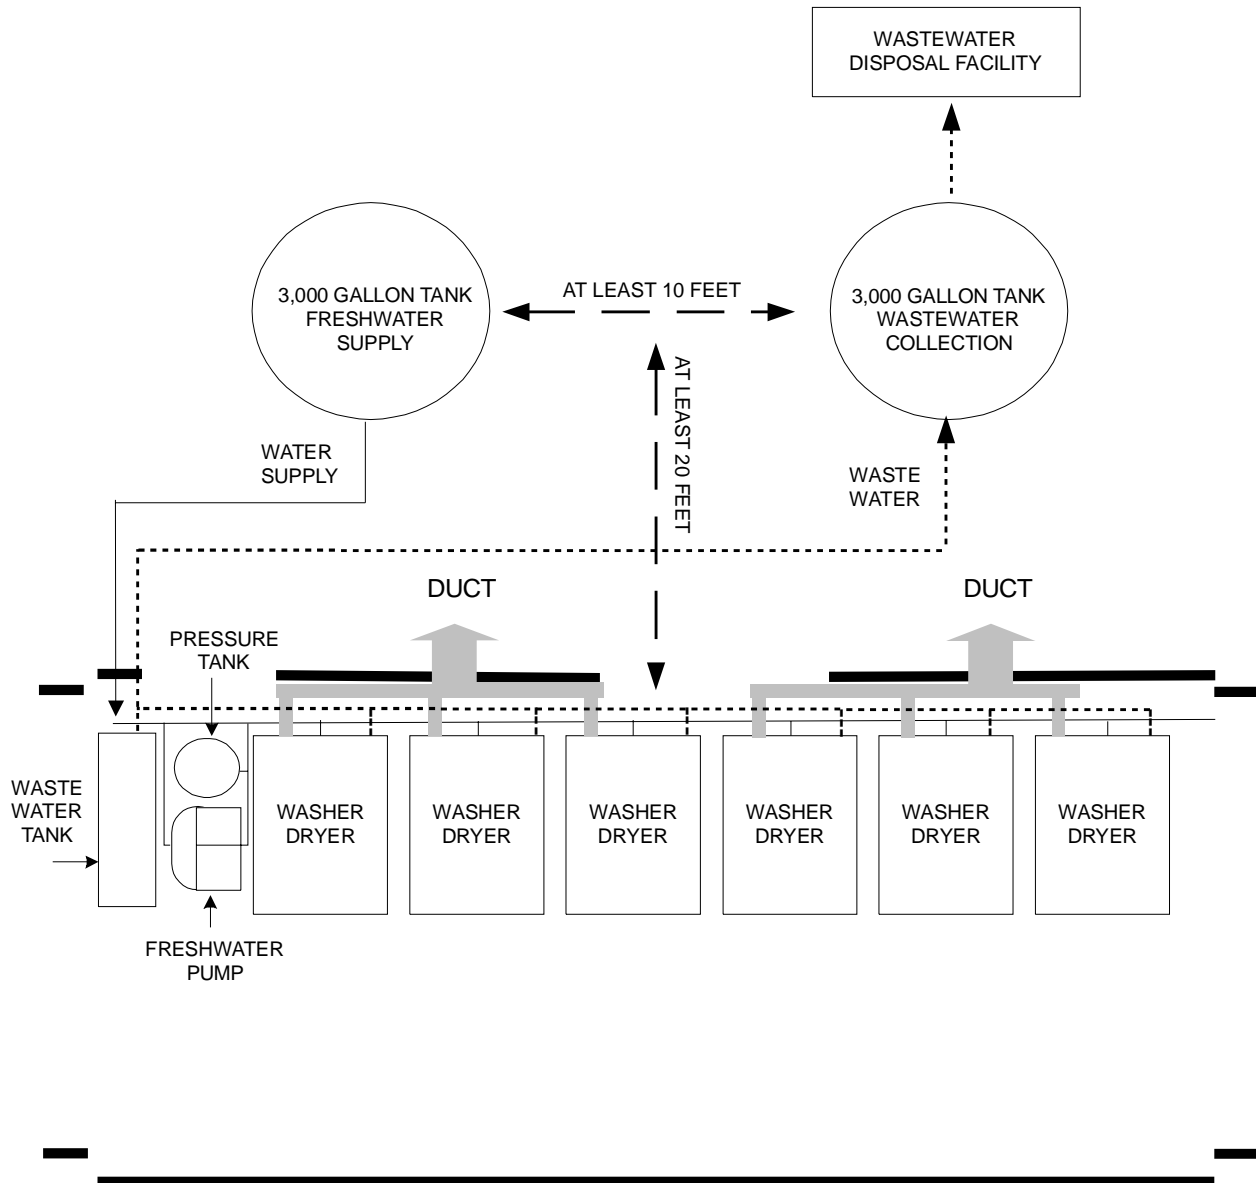 WASTEWATER
DISPOSAL FACILITY
3,000 GALLON TANK
FRESHWATER
SUPPLY
AT LEAST 10 FEET
3,000 GALLON TANK
WASTEWATER
COLLECTION
AT LEAST 20 FEET
WATER
SUPPLY
WASTE
WATER
DUCT
DUCT
PRESSURE
TANK
WASTE
WATER
TANK
WASHER
DRYER
WASHER
DRYER
WASHER
DRYER
WASHER
DRYER
WASHER
DRYER
WASHER
DRYER
FRESHWATER
PUMP